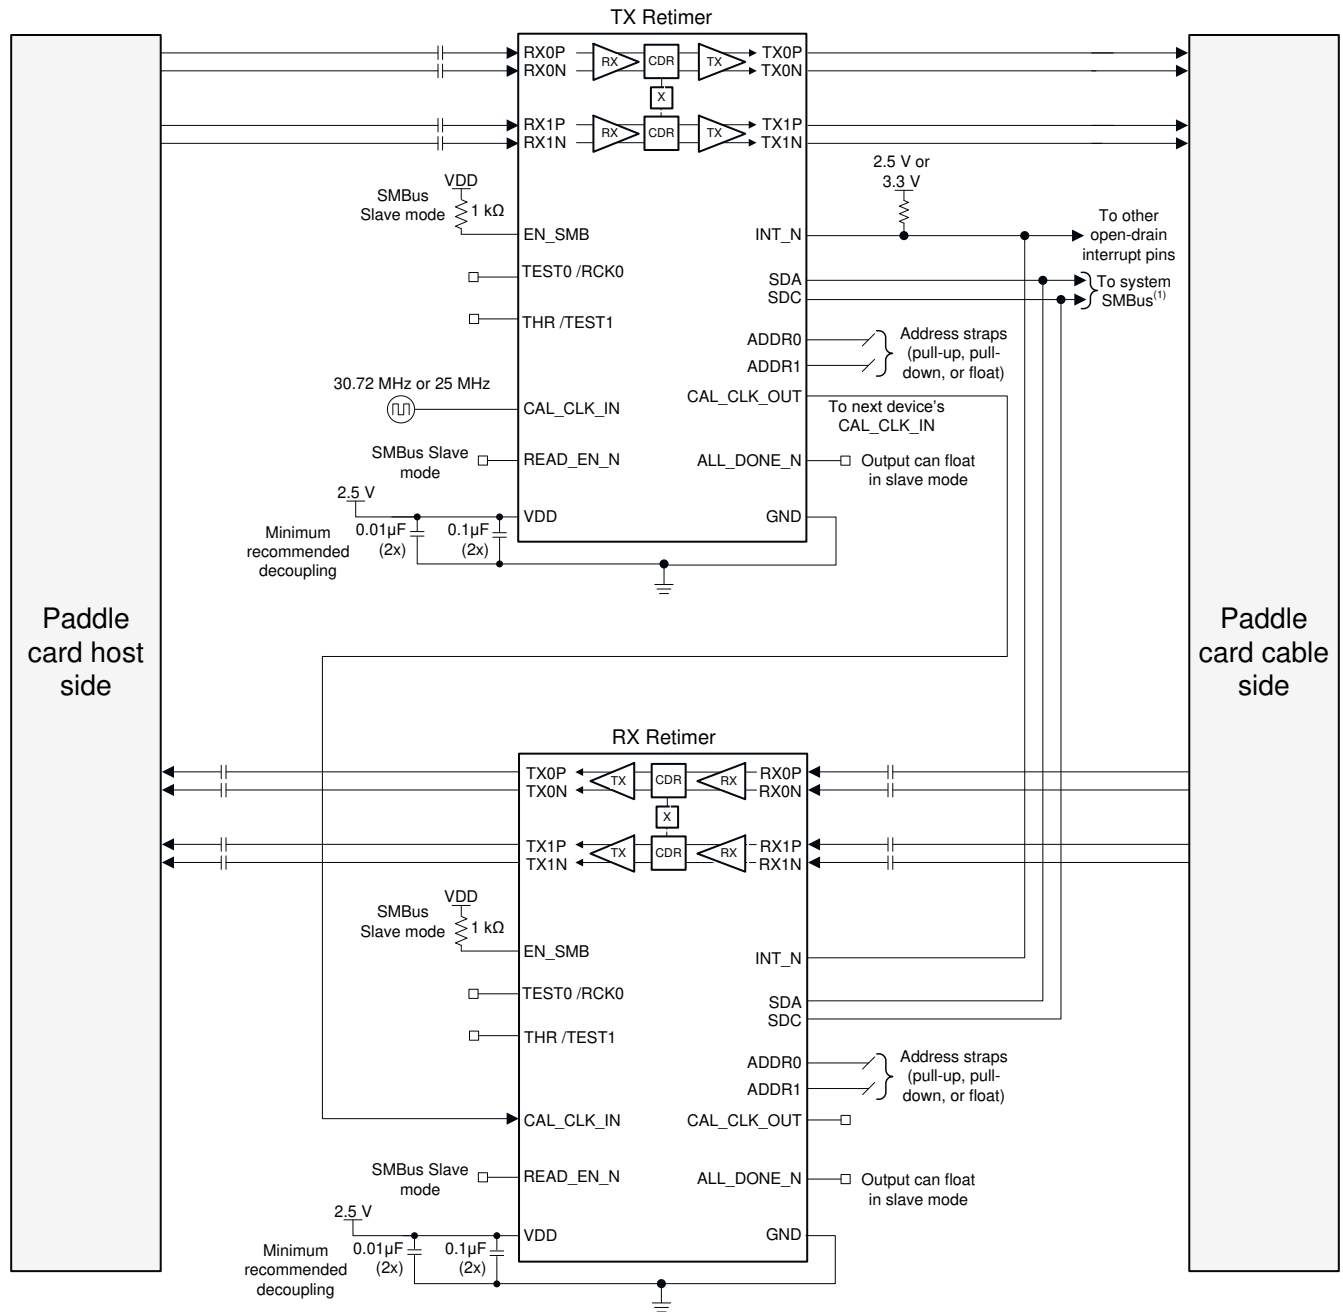 TX Retimer
RX0P
RX0N
RX
CDR
TX
TX0P
TX0N
X
RX1P
RX1N
RX
CDR
TX
TX1P
TX1N
SMBus
Slave mode
VDD
1 kΩ
EN_SMB
TEST0 /RCK0
THR /TEST1
30.72 MHz or 25 MHz
CAL_CLK_IN
SMBus Slave
mode
READ_EN_N
2.5 V
VDD
Minimum
recommended
decoupling
0.01µF
(2x)
0.1µF
(2x)
2.5 V or
3.3 V
INT_N
To other
open-drain
interrupt pins
SDA
SDC
To system
SMBus(1)
ADDR0
ADDR1
Address straps
(pull-up, pull-
down, or float)
CAL_CLK_OUT
To next device's
CAL_CLK_IN
ALL_DONE_N
Output can float
in slave mode
GND
Paddle
card host
side
Paddle
card cable
side
RX Retimer
TX0P
TX0N
TX
CDR
RX
RX0P
RX0N
X
TX1P
TX1N
TX
CDR
RX
RX1P
RX1N
SMBus
Slave mode
VDD
1 kΩ
EN_SMB
TEST0 /RCK0
THR /TEST1
CAL_CLK_IN
SMBus Slave
mode
READ_EN_N
2.5 V
VDD
Minimum
recommended
decoupling
0.01µF
(2x)
0.1µF
(2x)
INT_N
SDA
SDC
ADDR0
ADDR1
Address straps
(pull-up, pull-
down, or float)
CAL_CLK_OUT
ALL_DONE_N
Output can float
in slave mode
GND